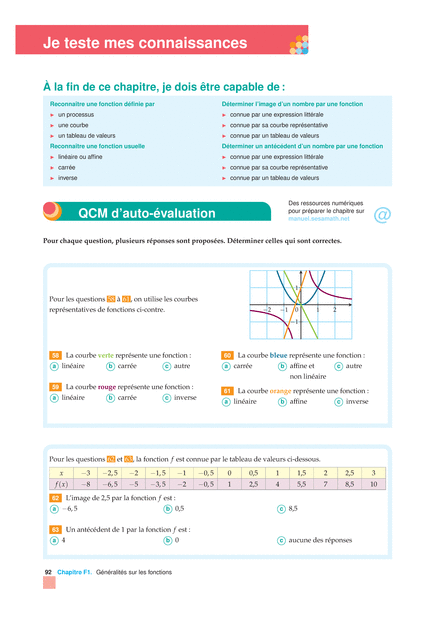 Je teste mes connaissances
À la fin de ce chapitre, je dois être capable de :
Reconnaître une fonction définie par
► un processus
► une courbe
► un tableau de valeurs
Reconnaître une fonction usuelle
► linéaire ou affine
► carrée
► inverse
Déterminer l'image d'un nombre par une fonction
► connue par une expression littérale
► connue par sa courbe représentative
► connue par un tableau de valeurs
Déterminer un antécédent d'un nombre par une fonction
► connue par une expression littérale
► connue par sa courbe représentative
► connue par un tableau de valeurs
QCM d'auto-évaluation
Des ressources numériques
pour préparer le chapitre sur
manuel.sesamath.net
@
Pour chaque question, plusieurs réponses sont proposées. Déterminer celles qui sont correctes.
Pour les questions 58 à 61, on utilise les courbes
représentatives de fonctions ci-contre.
1
−2 −1 0 1 2
−1
58 La courbe verte représente une fonction :
a linéaire b carrée c autre
59 La courbe rouge représente une fonction :
a linéaire b carrée c inverse
60 La courbe bleue représente une fonction :
a carrée b affine et c autre
non linéaire
61 La courbe orange représente une fonction :
a linéaire b affine c inverse
Pour les questions 62 et 63, la fonction f est connue par le tableau de valeurs ci-dessous.
x −3 −2,5 −2 −1,5 −1 −0,5 0 0,5 1 1,5 2 2,5 3
f(x) −8 −6,5 −5 −3,5 −2 −0,5 1 2,5 4 5,5 7 8,5 10
62 L'image de 2,5 par la fonction f est :
a −6,5 b 0,5 c 8,5
63 Un antécédent de 1 par la fonction f est :
a 4 b 0 c aucune des réponses
92 Chapitre F1. Généralités sur les fonctions